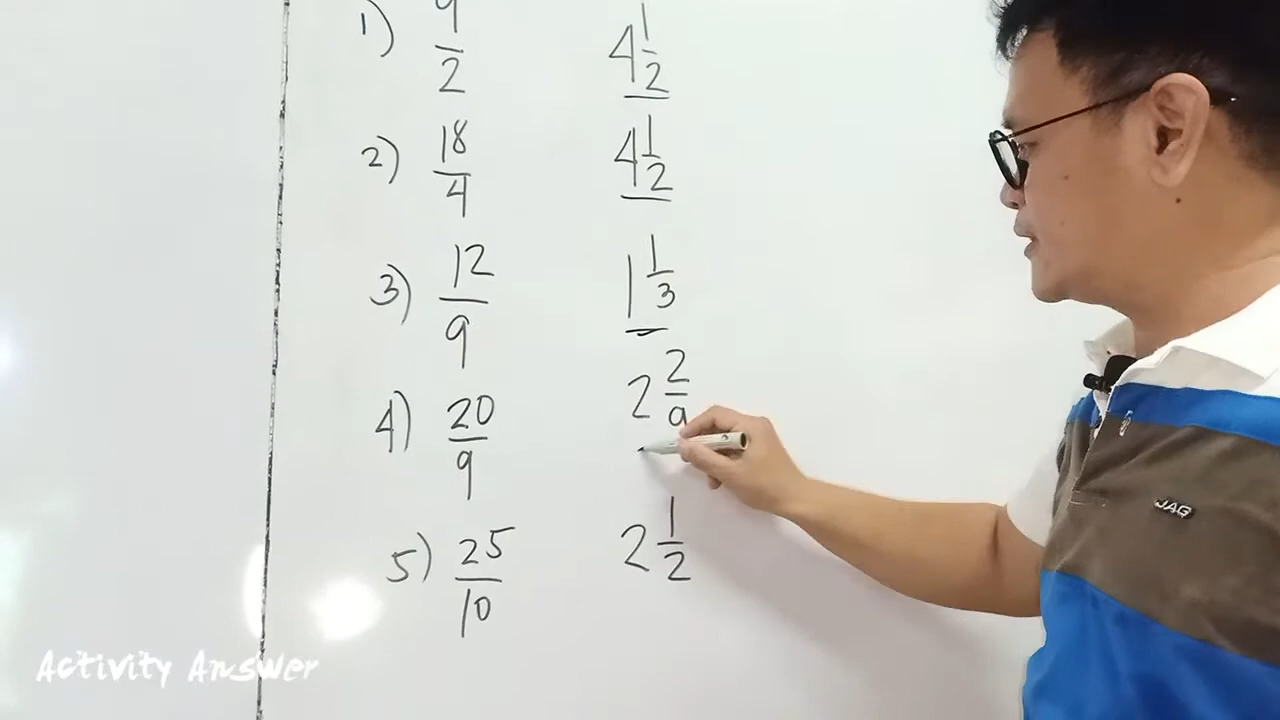 1) 9/2 4 1/2
2) 18/4 4 1/2
3) 12/9 1 1/3
4) 20/9 2 2/9
5) 25/10 2 1/2
JAG
Activity Answer